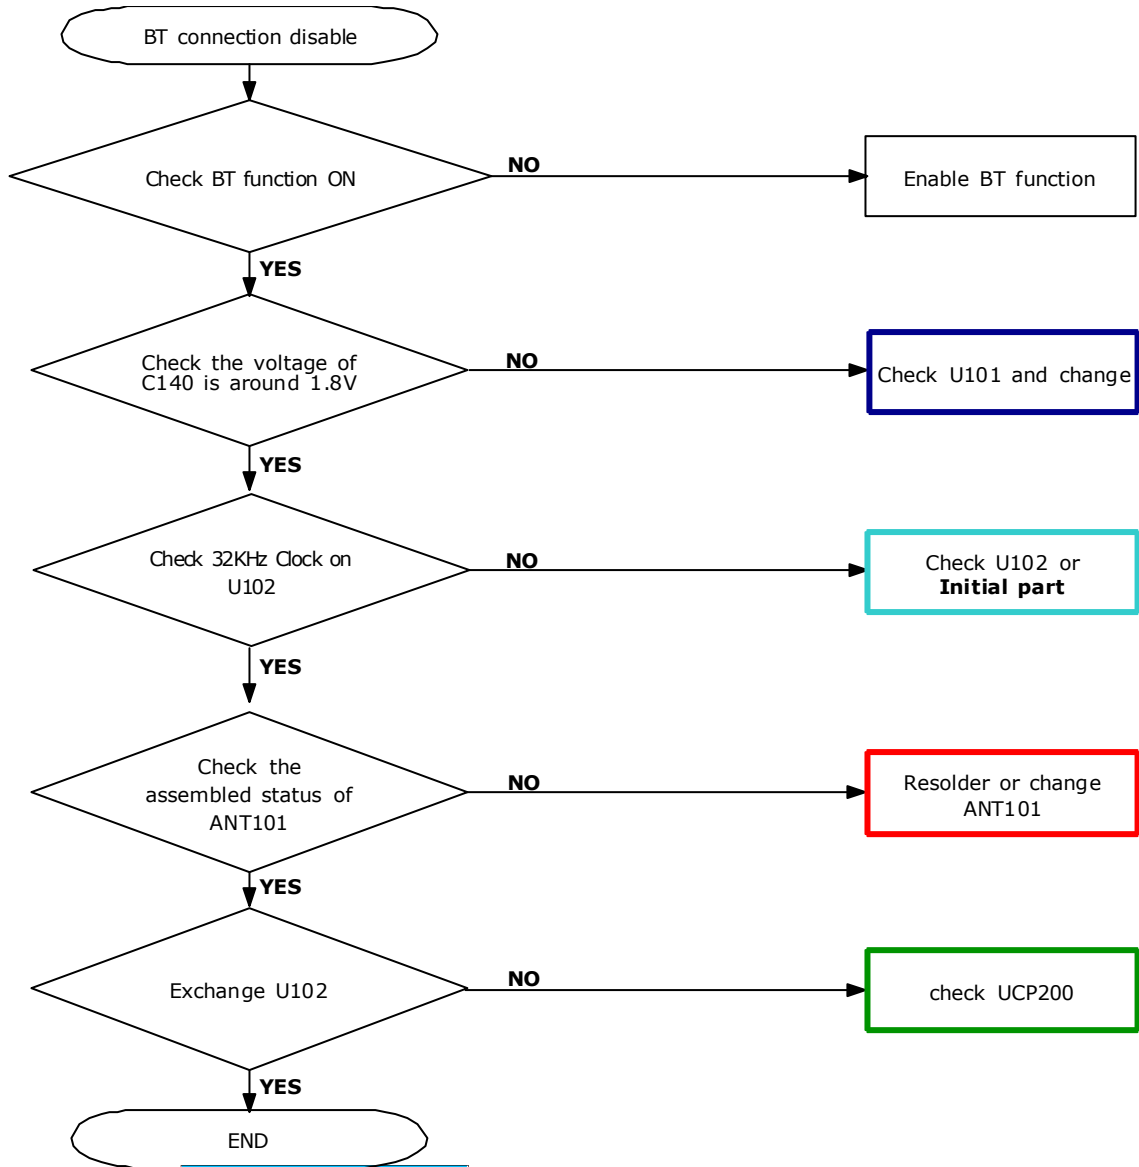 BT connection disable
Check BT function ON
NO
Enable BT function
YES
Check the voltage of
C140 is around 1.8V
NO
Check U101 and change
YES
Check 32KHz Clock on
U102
NO
Check U102 or
Initial part
YES
Check the
assembled status of
ANT101
NO
Resolder or change
ANT101
YES
Exchange U102
NO
check UCP200
YES
END